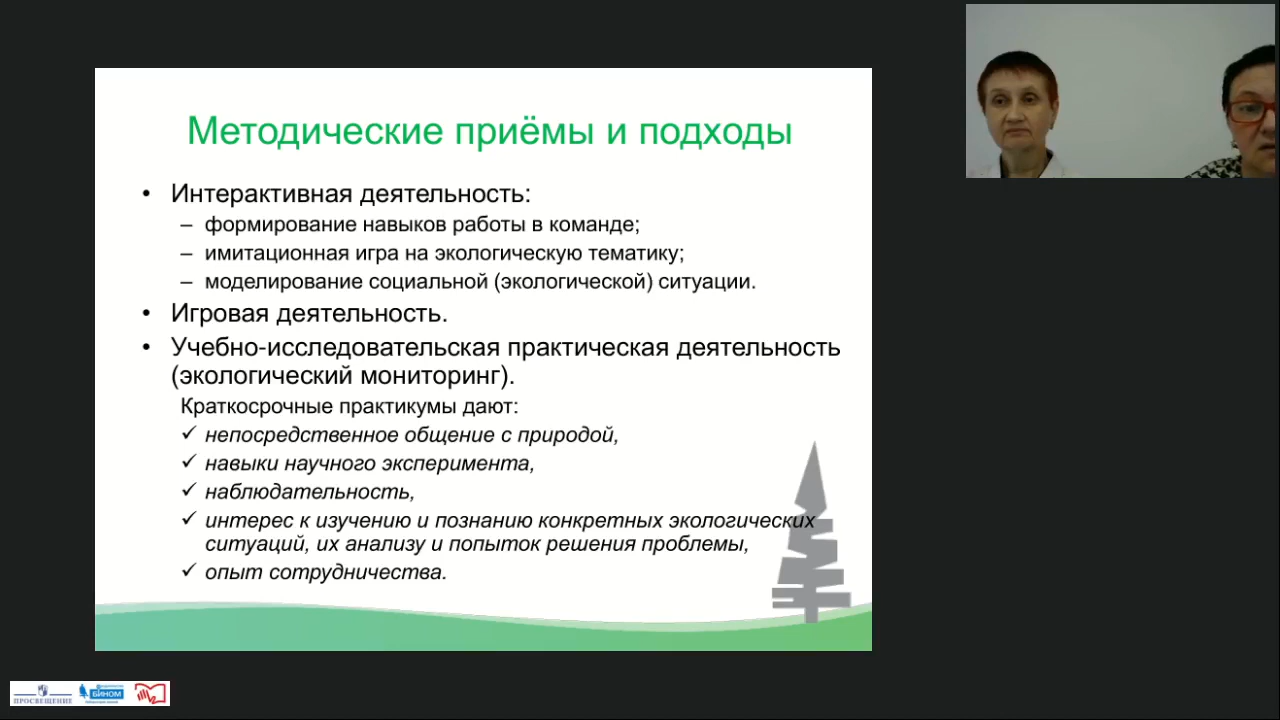 Методические приёмы и подходы
• Интерактивная деятельность:
– формирование навыков работы в команде;
– имитационная игра на экологическую тематику;
– моделирование социальной (экологической) ситуации.
• Игровая деятельность.
• Учебно-исследовательская практическая деятельность
(экологический мониторинг).
Краткосрочные практикумы дают:
✓ непосредственное общение с природой,
✓ навыки научного эксперимента,
✓ наблюдательность,
✓ интерес к изучению и познанию конкретных экологических
ситуаций, их анализу и попыток решения проблемы,
✓ опыт сотрудничества.
ПРОСВЕЩЕНИЕ
БИНОМ